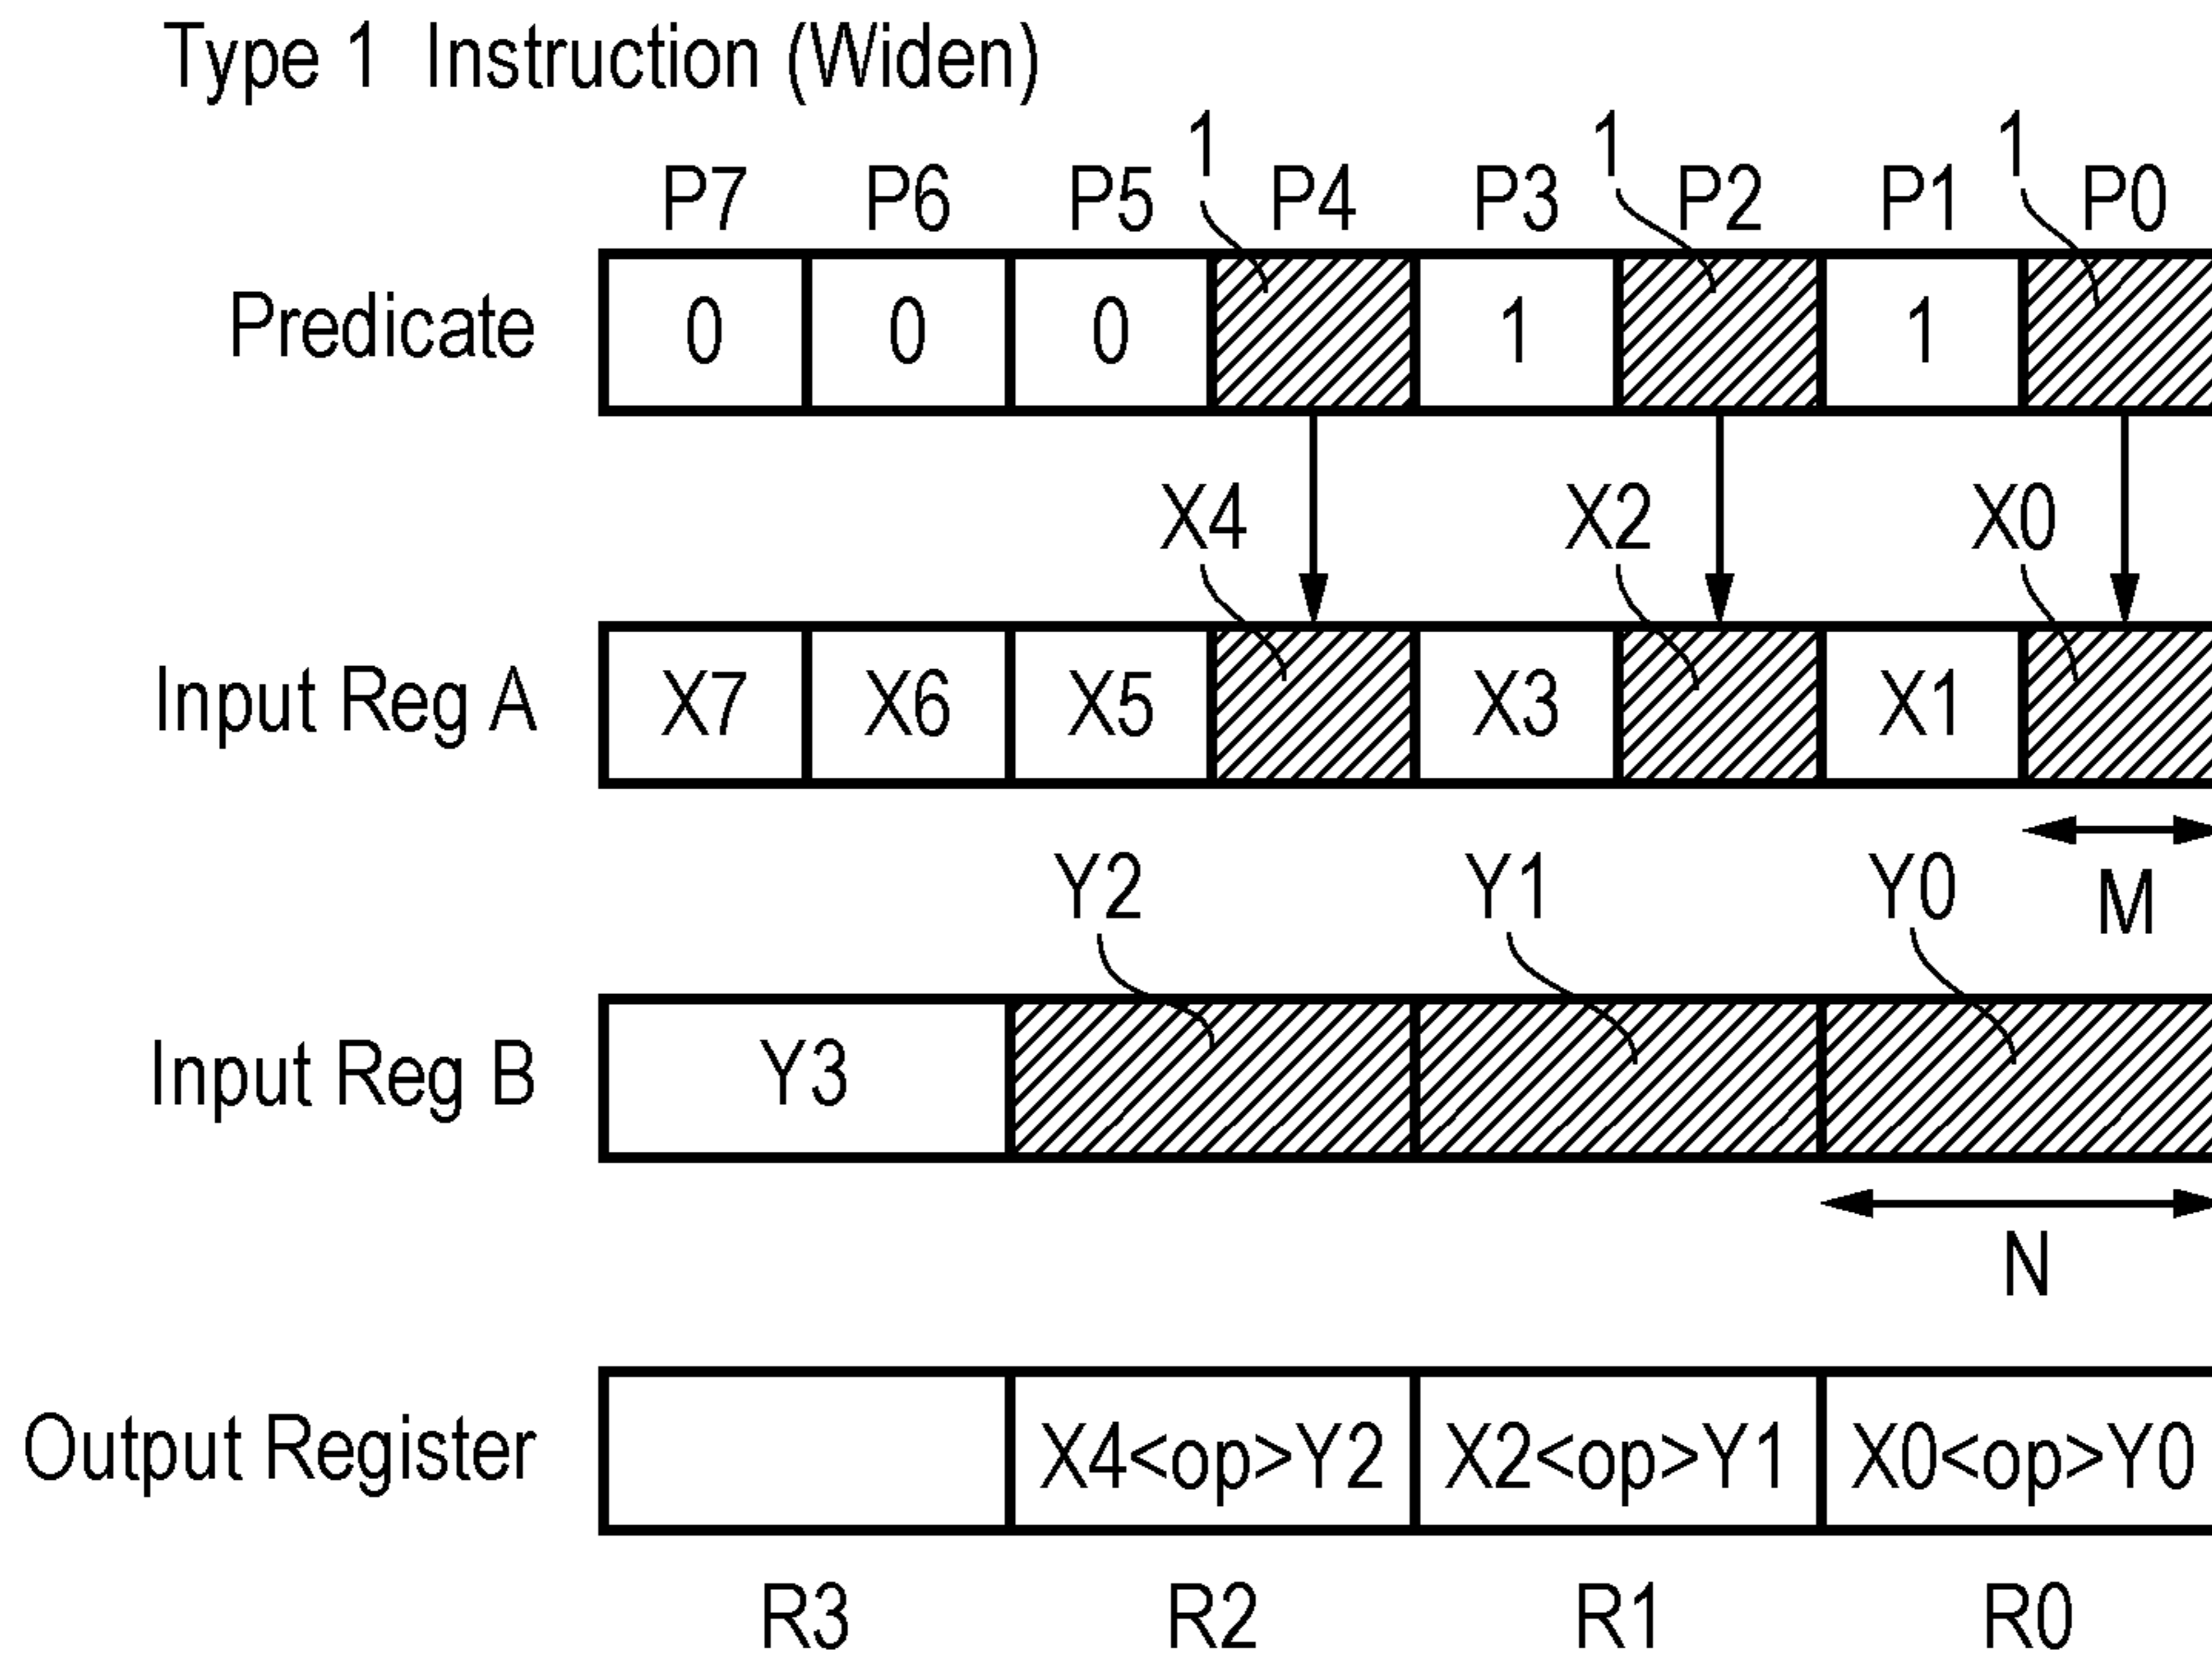 Type 1 Instruction (Widen)
1 1 1
P7 P6 P5 P4 P3 P2 P1 P0
Predicate 0 0 0 1 1
X4 X2 X0
Input Reg A X7 X6 X5 X3 X1
M
Y2 Y1 Y0
Input Reg B Y3
N
Output Register X4<op>Y2 X2<op>Y1 X0<op>Y0
R3 R2 R1 R0